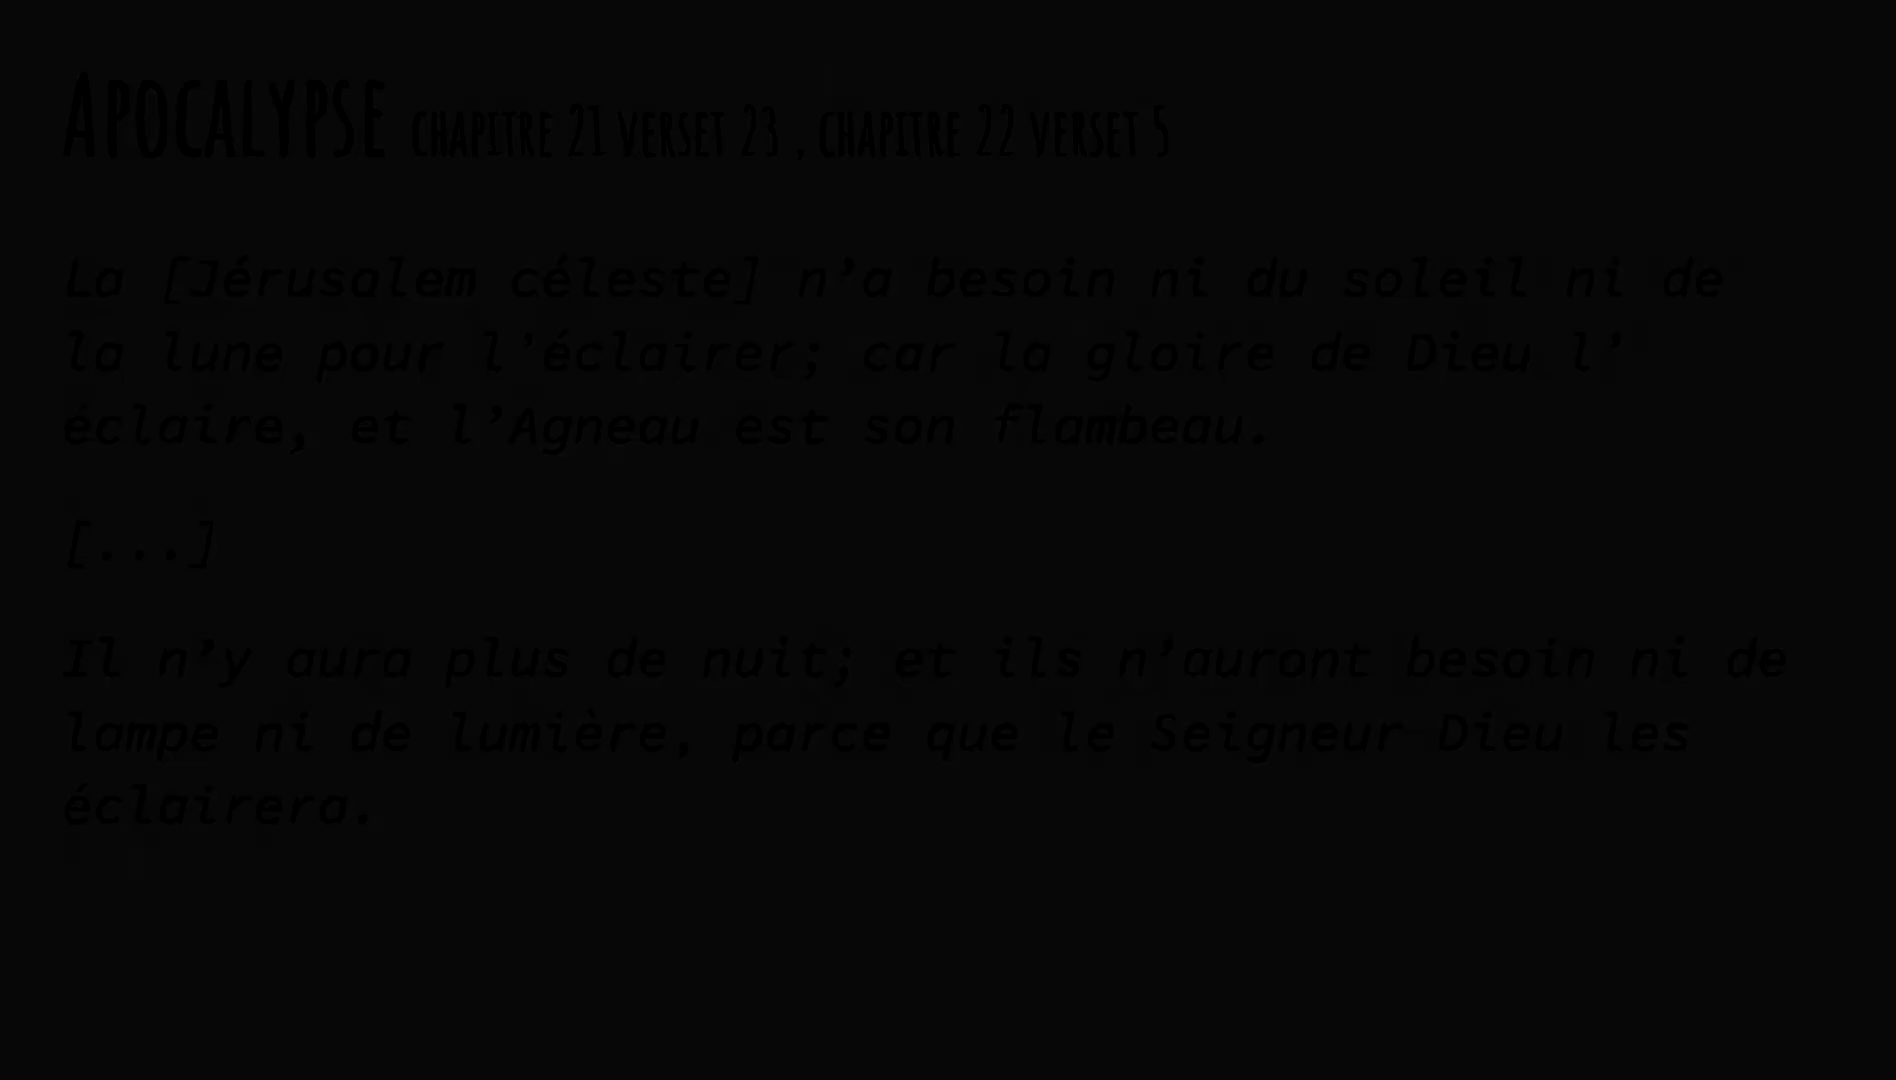 Apocalypse chapitre 21 verset 23 , chapitre 22 verset 5
La [Jérusalem céleste] n’a besoin ni du soleil ni de
la lune pour l'éclairer; car la gloire de Dieu l’
éclaire, et l’Agneau est son flambeau.
[...]
Il n’y aura plus de nuit; et ils n’auront besoin ni de
lampe ni de lumière, parce que le Seigneur Dieu les
éclairera.